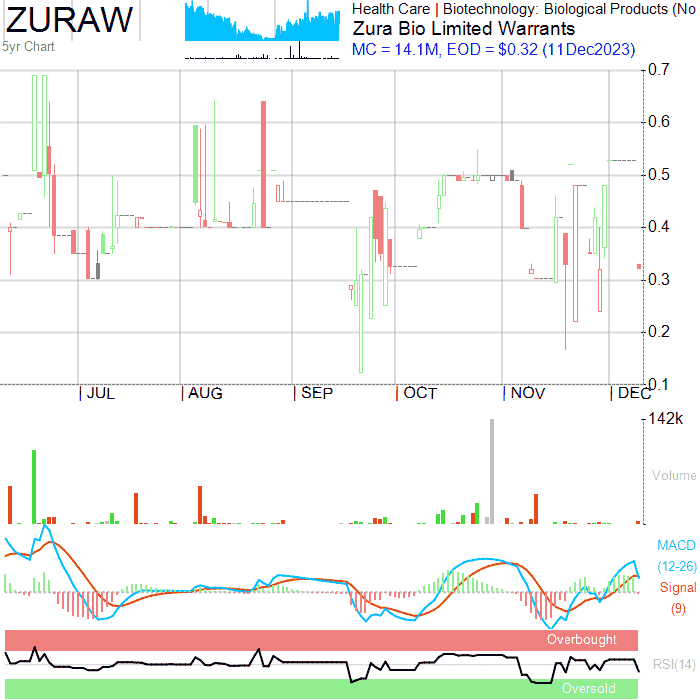 ZURAW
5yr Chart
Health Care | Biotechnology: Biological Products (No
Zura Bio Limited Warrants
MC = 14.1M, EOD = $0.32 (11Dec2023)
0.7
0.6
0.5
0.4
0.3
0.2
0.1
JUL AUG SEP OCT NOV DEC
142k
Volume
MACD
(12-26)
Signal
(9)
Overbought
RSI(14)
Oversold